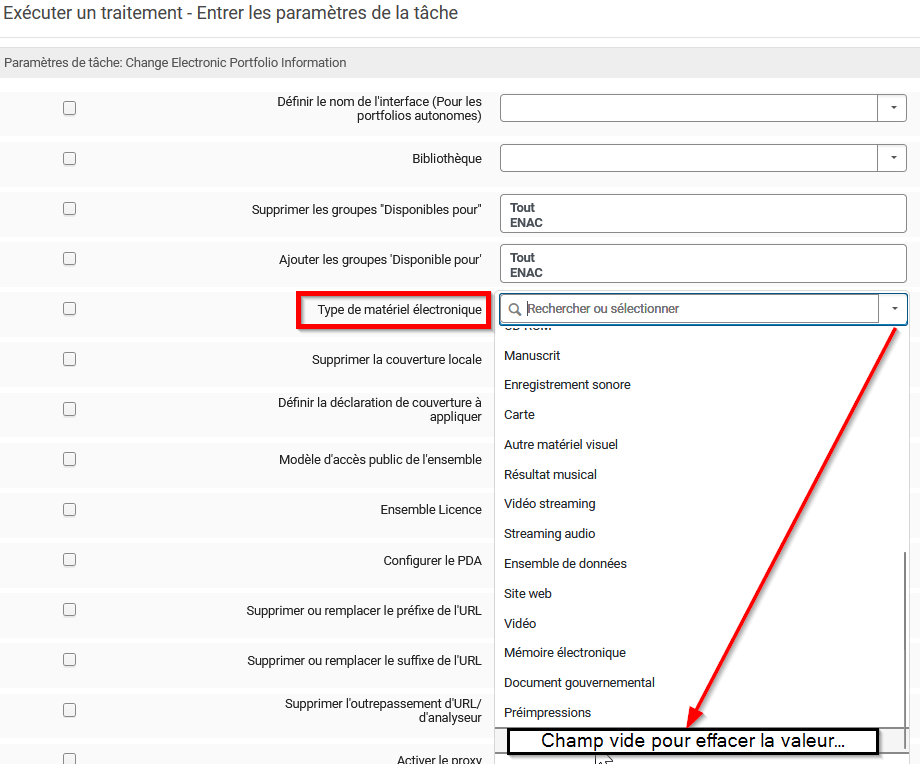 Exécuter un traitement - Entrer les paramètres de la tâche
Paramètres de tâche: Change Electronic Portfolio Information
Définir le nom de l'interface (Pour les
portfolios autonomes)
Bibliothèque
Supprimer les groupes "Disponibles pour"
Tout
ENAC
Ajouter les groupes 'Disponible pour'
Tout
ENAC
Type de matériel électronique
Rechercher ou sélectionner
CD-ROM
Manuscrit
Supprimer la couverture locale
Enregistrement sonore
Définir la déclaration de couverture à
appliquer
Carte
Autre matériel visuel
Modèle d'accès public de l'ensemble
Résultat musical
Ensemble Licence
Vidéo streaming
Streaming audio
Configurer le PDA
Ensemble de données
Site web
Supprimer ou remplacer le préfixe de l'URL
Vidéo
Supprimer ou remplacer le suffixe de l'URL
Mémoire électronique
Document gouvernemental
Supprimer l'outrepassement d'URL/
d'analyseur
Préimpressions
Champ vide pour effacer la valeur...
Activer le proxy